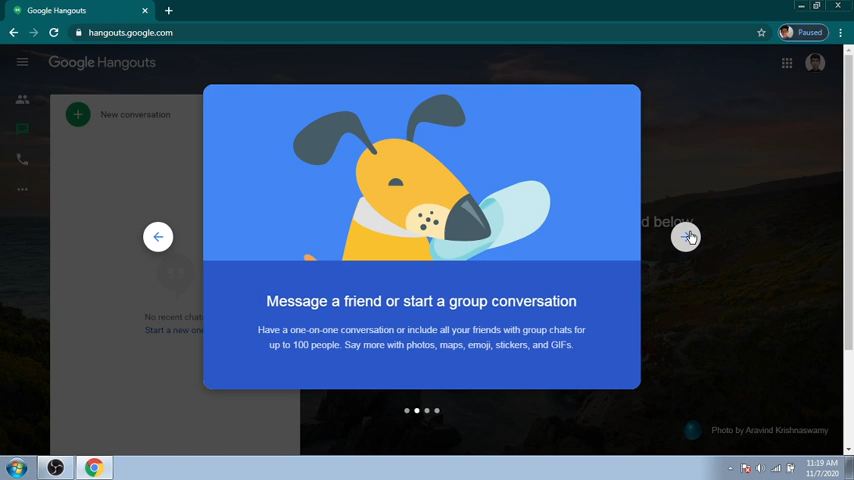 Google Hangouts
hangouts.google.com
Paused
Google Hangouts
New conversation
d below
No recent chats
Start a new one
Message a friend or start a group conversation
Have a one-on-one conversation or include all your friends with group chats for
up to 100 people. Say more with photos, maps, emoji, stickers, and GIFs.
Photo by Aravind Krishnaswamy
11:19 AM
11/7/2020